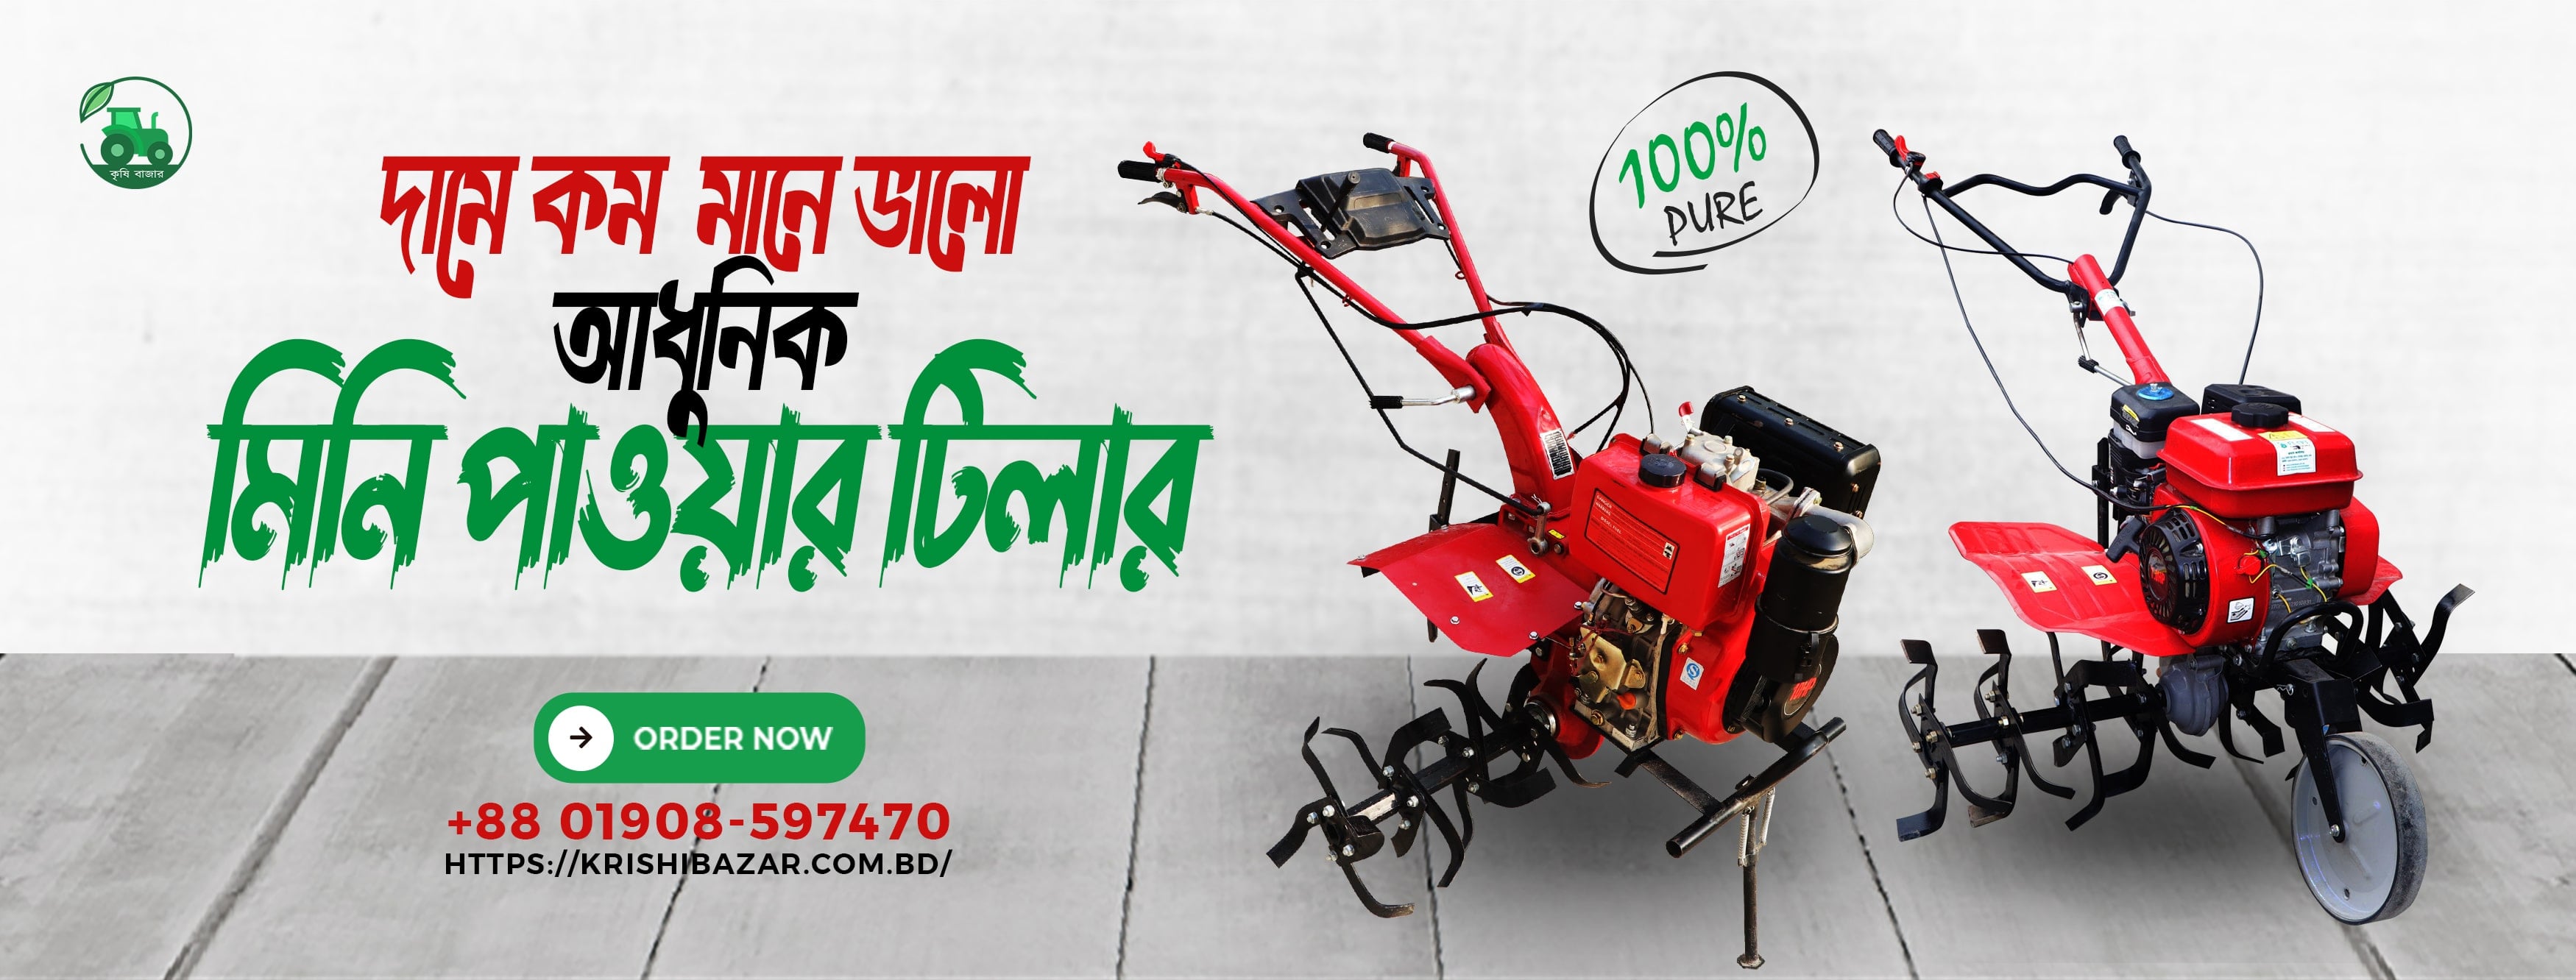 কৃষি বাজার
দামে কম মানে ভালো
আধুনিক
মিনি পাওয়ার টিলার
100%
PURE
ORDER NOW
+88 01908-597470
HTTPS://KRISHIBAZAR.COM.BD/